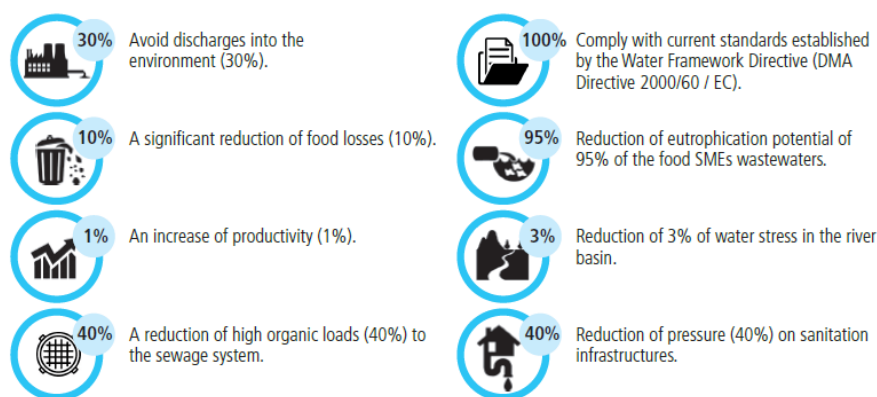 30%
Avoid discharges into the
environment (30%).
10%
A significant reduction of food losses (10%).
1%
An increase of productivity (1%).
40%
A reduction of high organic loads (40%) to
the sewage system.
100%
Comply with current standards established
by the Water Framework Directive (DMA
Directive 2000/60 / EC).
95%
Reduction of eutrophication potential of
95% of the food SMEs wastewaters.
3%
Reduction of 3% of water stress in the river
basin.
40%
Reduction of pressure (40%) on sanitation
infrastructures.